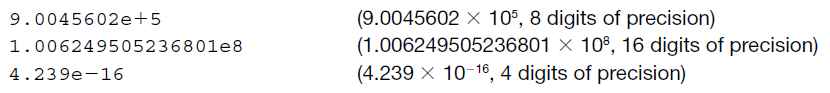 9.0045602e+5 (9.0045602 × 10⁵, 8 digits of precision)
1.006249505236801e8 (1.006249505236801 × 10⁸, 16 digits of precision)
4.239e−16 (4.239 × 10⁻¹⁶, 4 digits of precision)